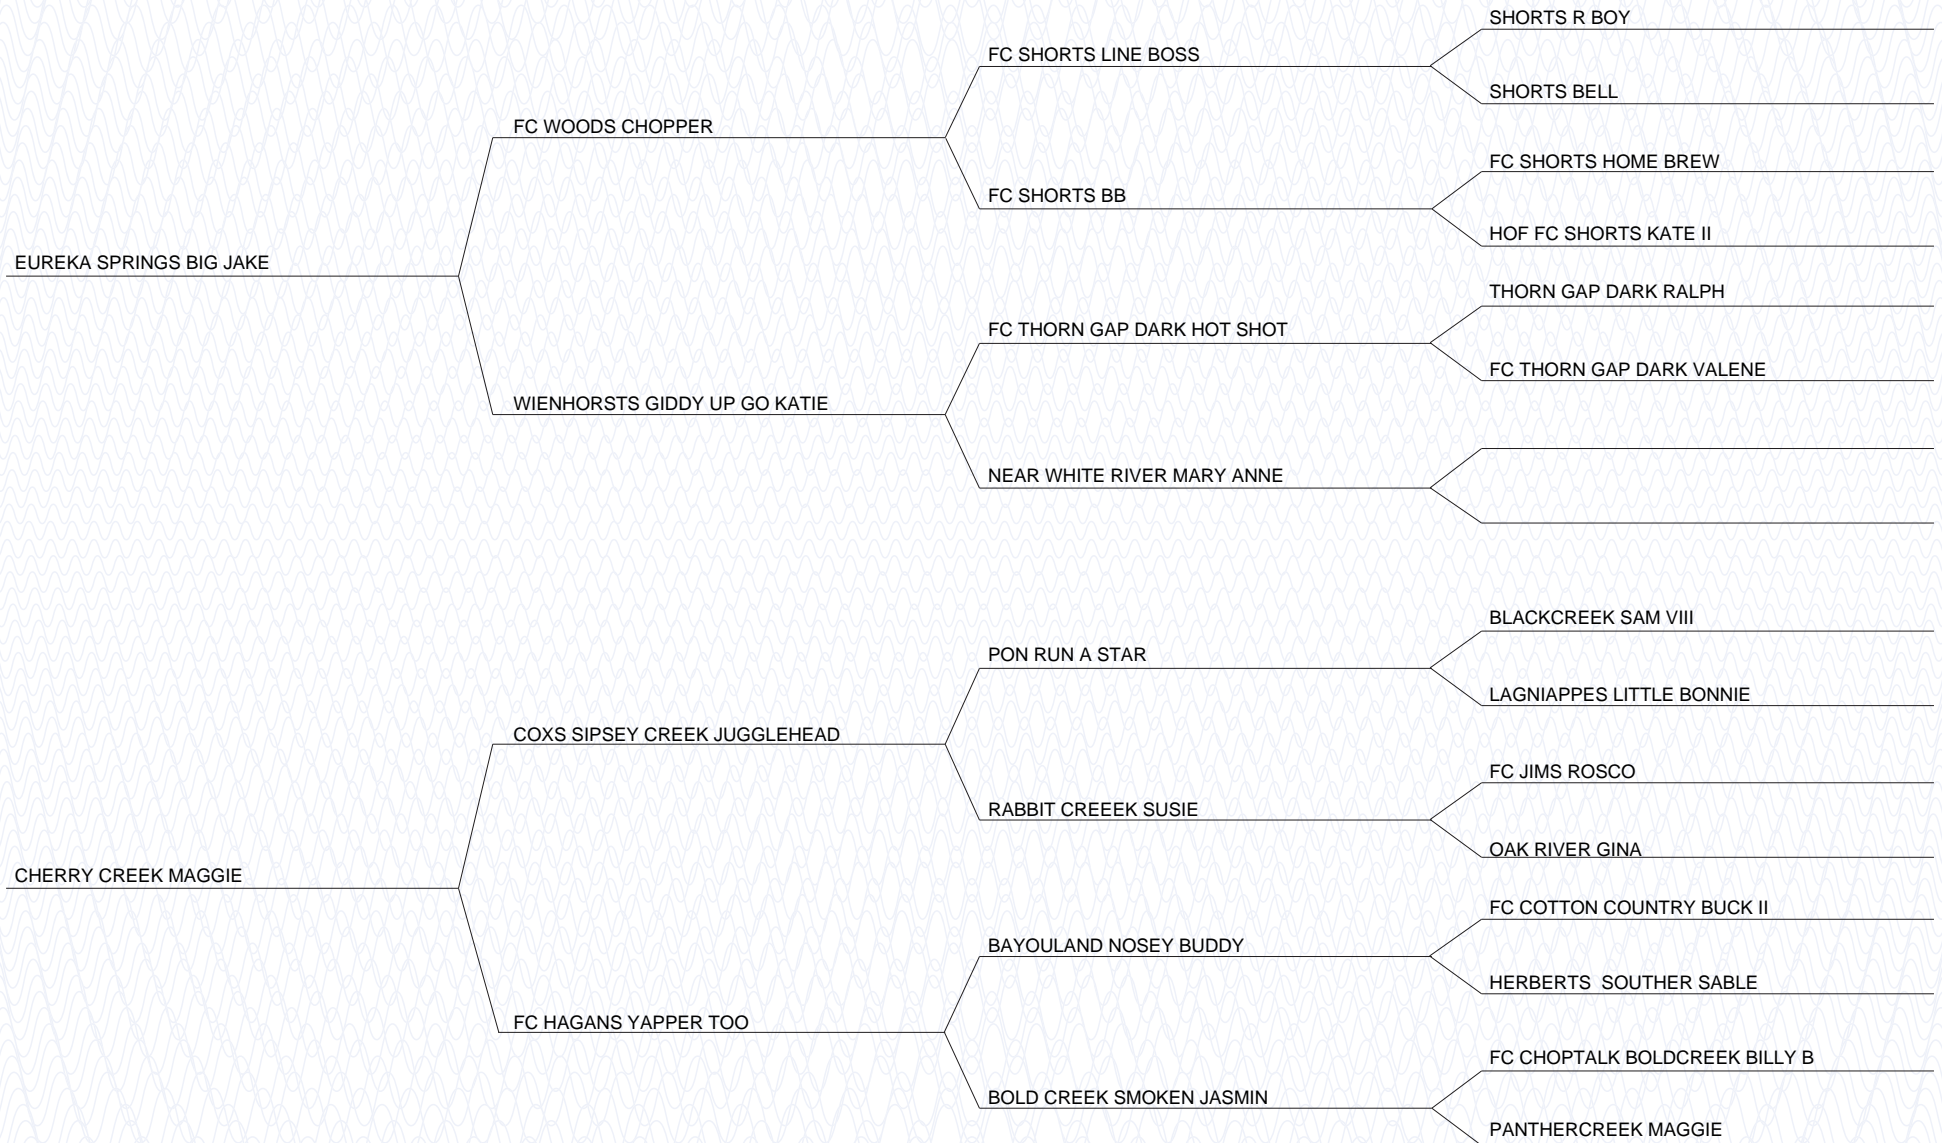 SHORTS R BOY
FC SHORTS LINE BOSS
SHORTS BELL
FC WOODS CHOPPER
FC SHORTS HOME BREW
FC SHORTS BB
HOF FC SHORTS KATE II
EUREKA SPRINGS BIG JAKE
THORN GAP DARK RALPH
FC THORN GAP DARK HOT SHOT
FC THORN GAP DARK VALENE
WIENHORSTS GIDDY UP GO KATIE
NEAR WHITE RIVER MARY ANNE
BLACKCREEK SAM VIII
PON RUN A STAR
LAGNIAPPES LITTLE BONNIE
COXS SIPSEY CREEK JUGGLEHEAD
FC JIMS ROSCO
RABBIT CREEEK SUSIE
OAK RIVER GINA
CHERRY CREEK MAGGIE
FC COTTON COUNTRY BUCK II
BAYOULAND NOSEY BUDDY
HERBERTS  SOUTHER SABLE
FC HAGANS YAPPER TOO
FC CHOPTALK BOLDCREEK BILLY B
BOLD CREEK SMOKEN JASMIN
PANTHERCREEK MAGGIE